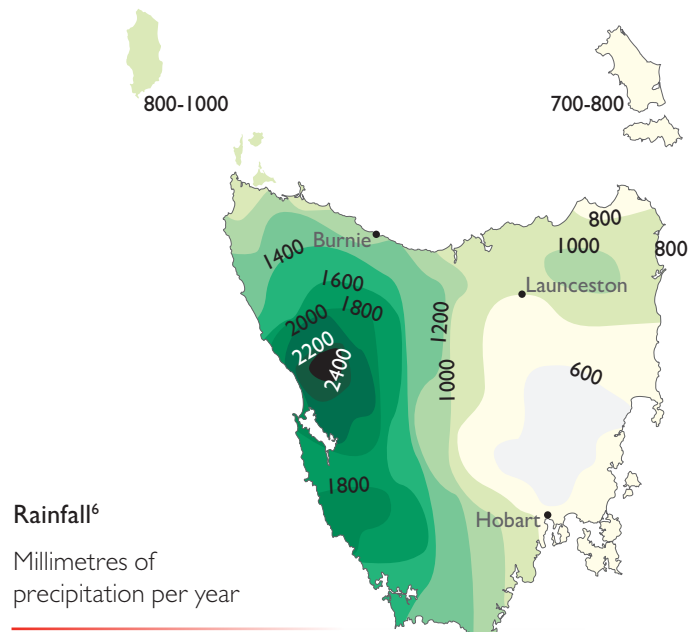 800-1000
700-800
800
Burnie
1000
800
1400
Launceston
1600
2000
1800
1200
2200
2400
1000
600
1800
Rainfall⁶
Hobart
Millimetres of
precipitation per year